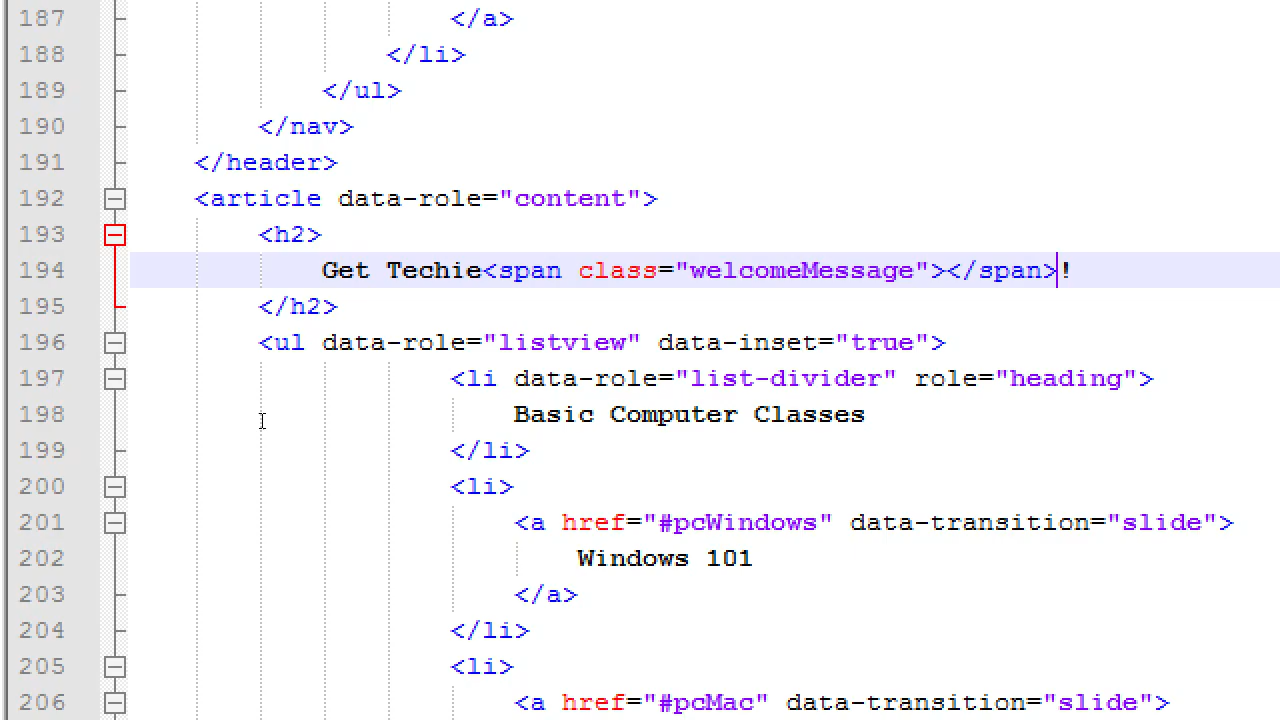 187 </a>
188 </li>
189 </ul>
190 </nav>
191 </header>
192 <article data-role="content">
193 <h2>
194 Get Techie<span class="welcomeMessage"></span>!
195 </h2>
196 <ul data-role="listview" data-inset="true">
197 <li data-role="list-divider" role="heading">
198 Basic Computer Classes
199 </li>
200 <li>
201 <a href="#pcWindows" data-transition="slide">
202 Windows 101
203 </a>
204 </li>
205 <li>
206 <a href="#pcMac" data-transition="slide">